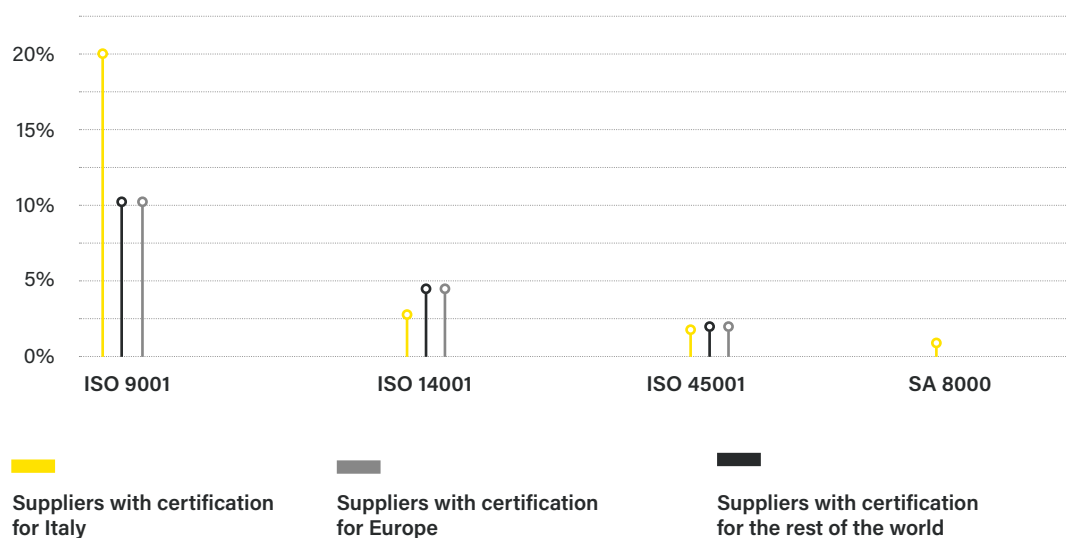 20%
15%
10%
5%
0%
ISO 9001
ISO 14001
ISO 45001
SA 8000
Suppliers with certification
for Italy
Suppliers with certification
for Europe
Suppliers with certification
for the rest of the world